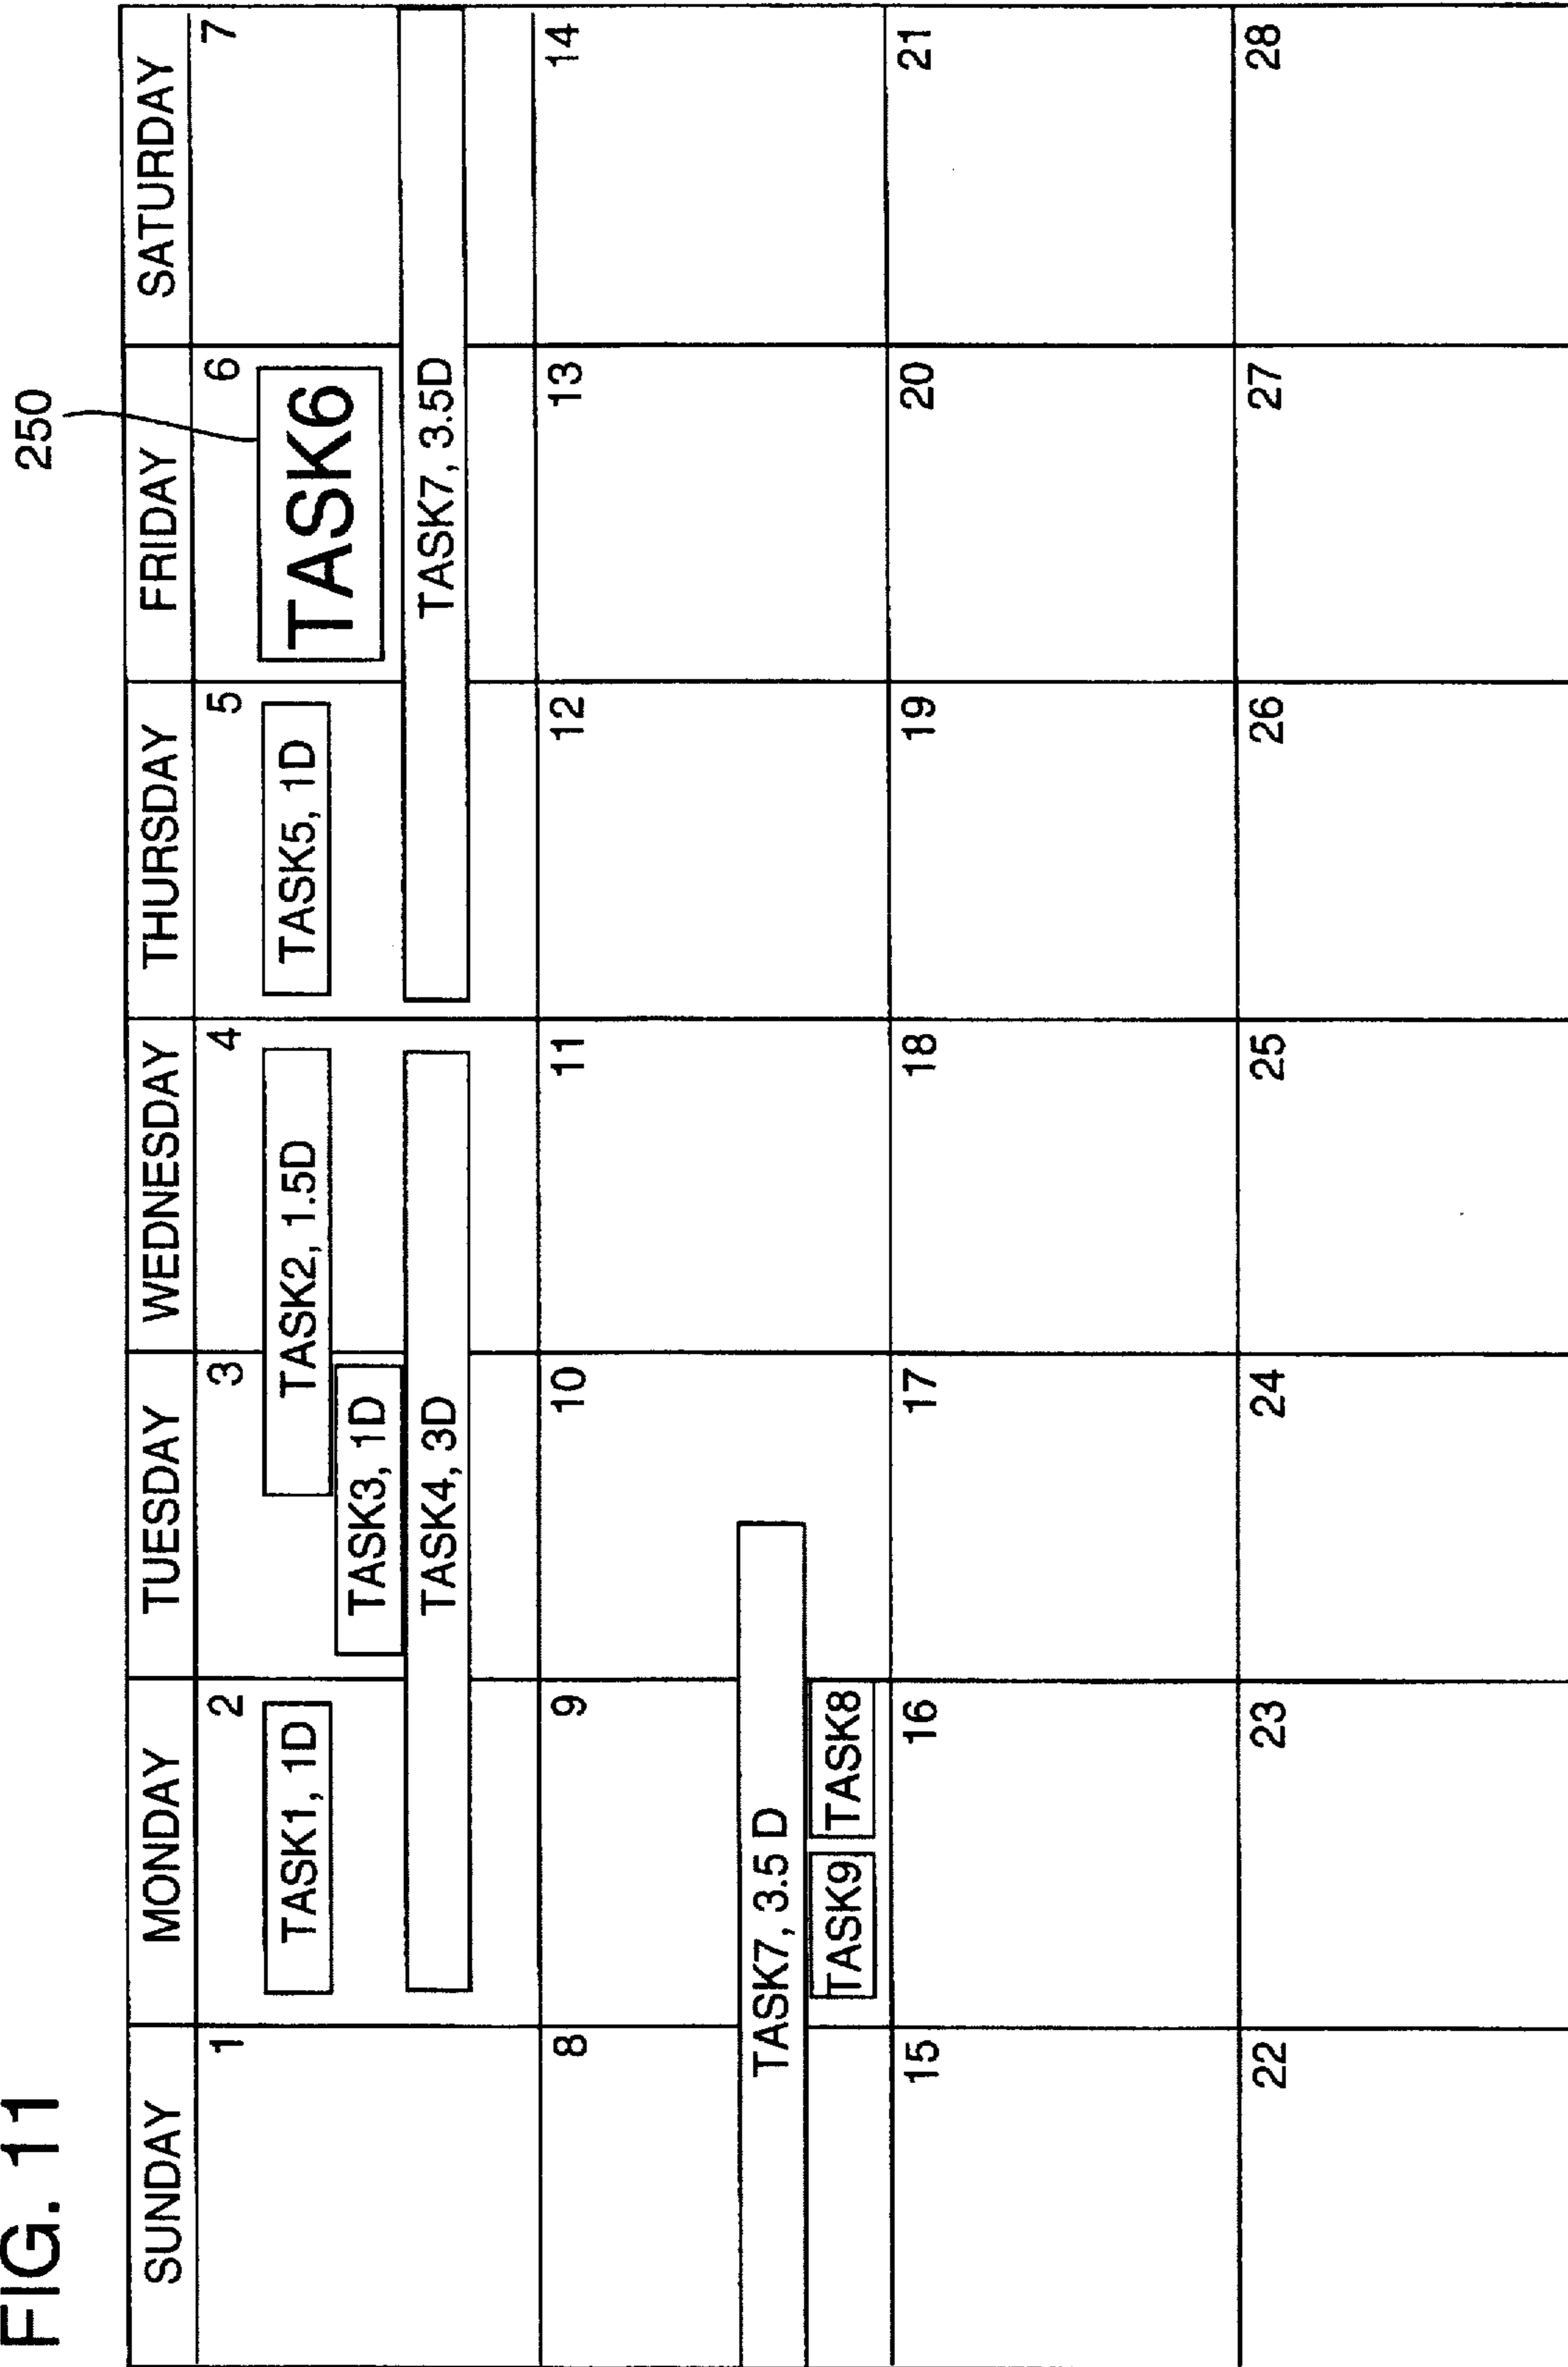 FIG. 11
250
SUNDAY MONDAY TUESDAY WEDNESDAY THURSDAY FRIDAY SATURDAY
1 2 3 4 5 6 7
TASK1, 1D TASK2, 1.5D TASK5, 1D TASK6
TASK3, 1D
TASK4, 3D TASK7, 3.5D
8 9 10 11 12 13 14
TASK7, 3.5 D
TASK9 TASK8
15 16 17 18 19 20 21
22 23 24 25 26 27 28